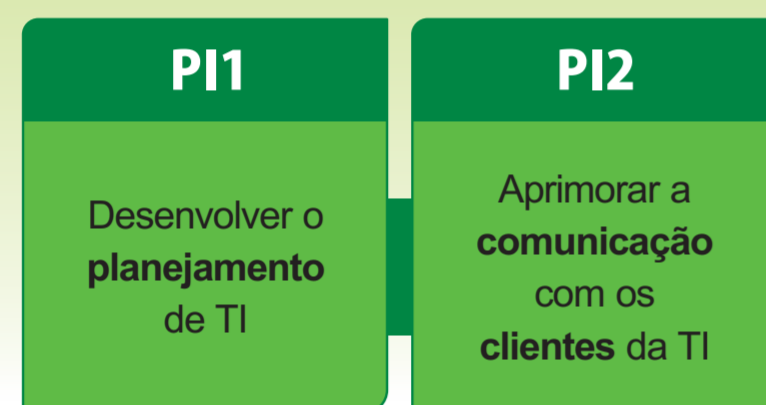 PI1
Desenvolver o
planejamento
de TI
PI2
Aprimorar a
comunicação
com os
clientes da TI